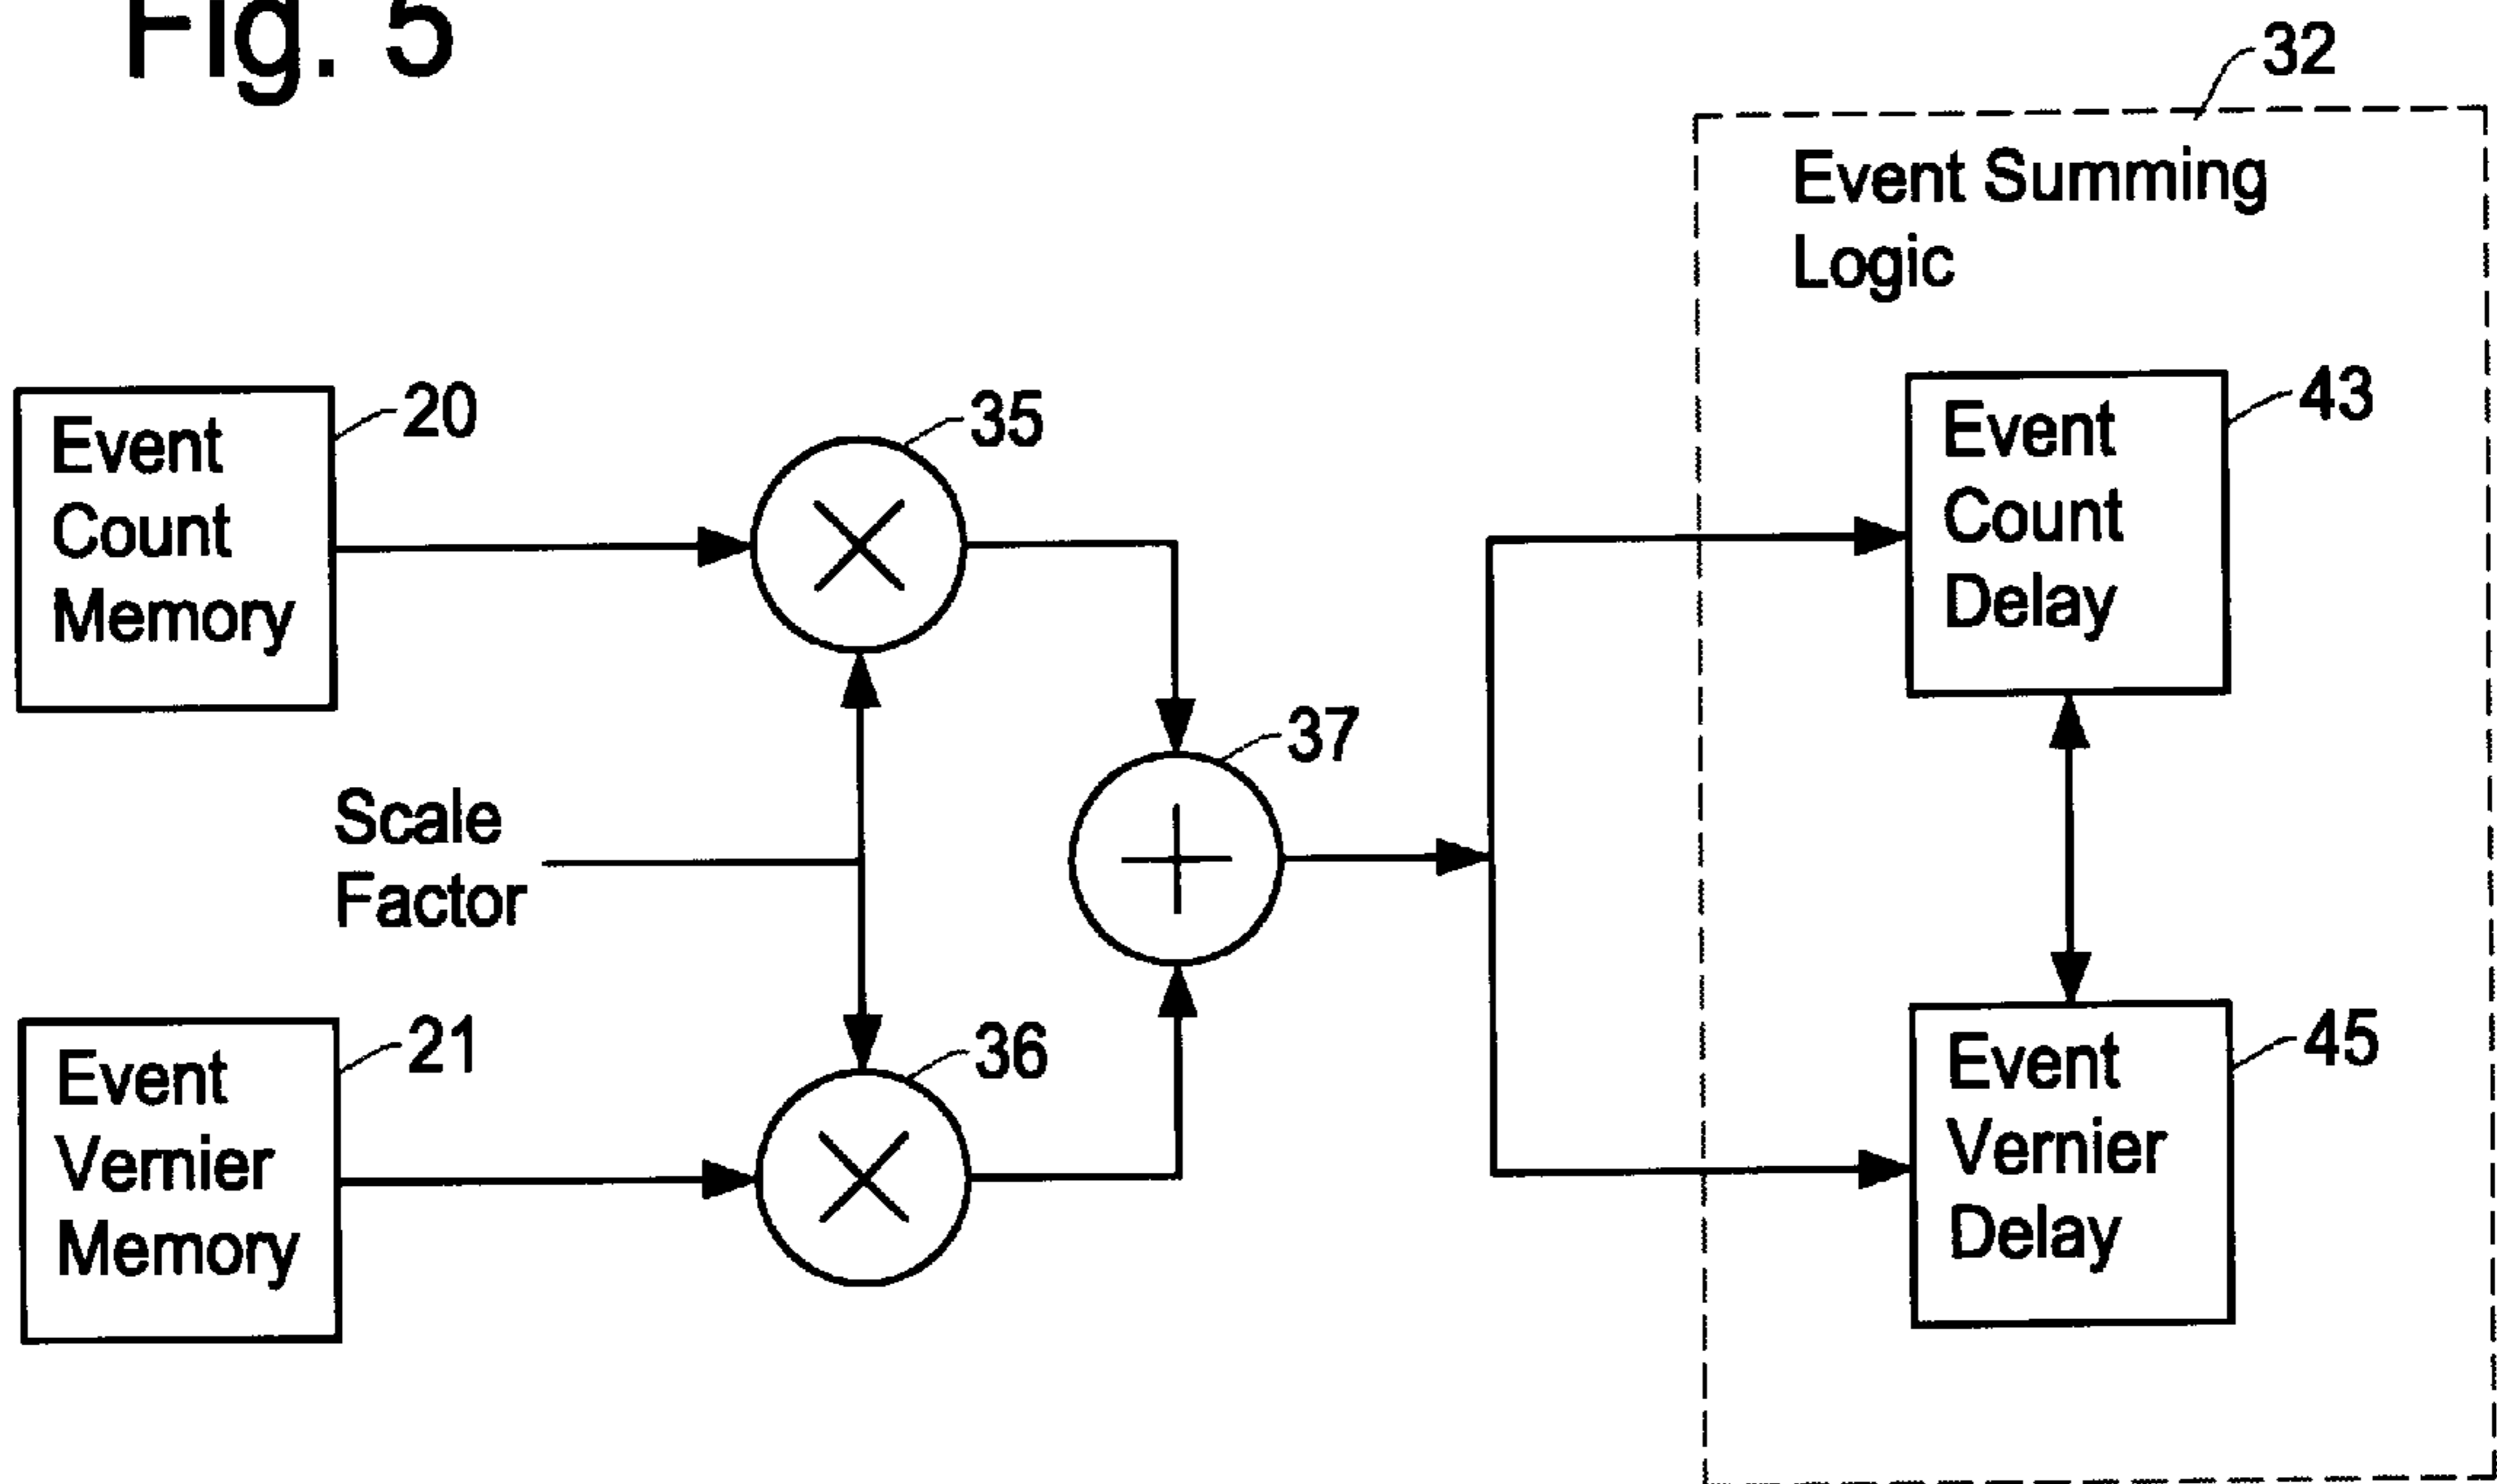 Fig. 5
32
Event Summing
Logic
Event
Count
Memory
20
35
Event
Count
Delay
43
37
Scale
Factor
Event
Vernier
Memory
21
36
Event
Vernier
Delay
45